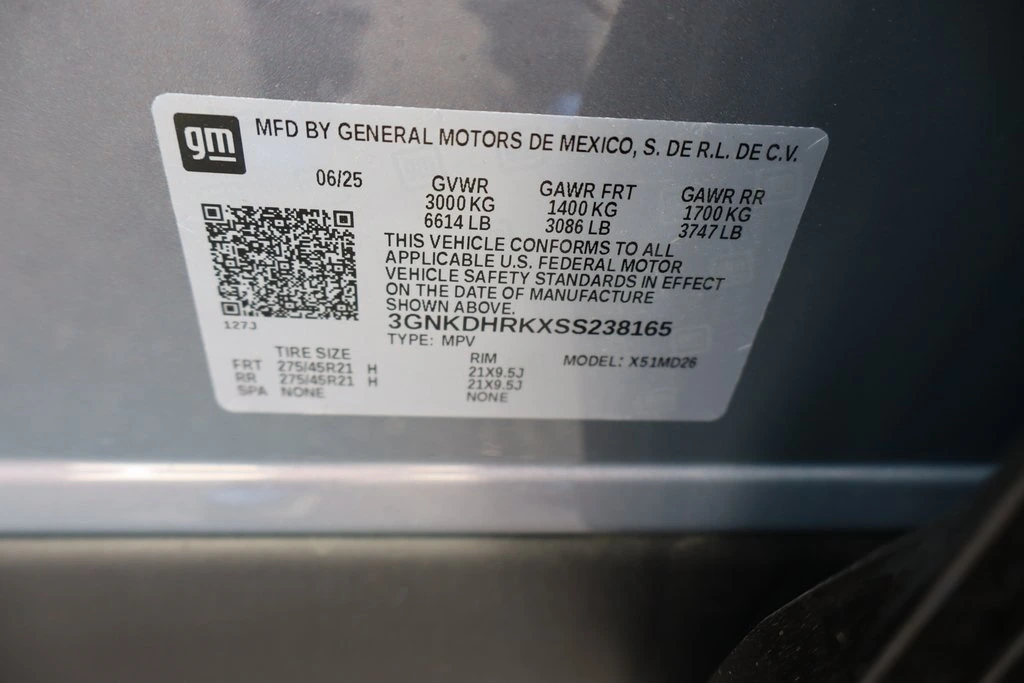 gm MFD BY GENERAL MOTORS DE MEXICO, S. DE R.L. DE C.V.
06/25 GVWR GAWR FRT GAWR RR
3000 KG 1400 KG 1700 KG
6614 LB 3086 LB 3747 LB
THIS VEHICLE CONFORMS TO ALL
APPLICABLE U.S. FEDERAL MOTOR
VEHICLE SAFETY STANDARDS IN EFFECT
ON THE DATE OF MANUFACTURE
SHOWN ABOVE.
127J
3GNKDHRKXSS238165
TYPE: MPV
TIRE SIZE RIM MODEL: X51MD26
FRT 275/45R21 H 21X9.5J
RR 275/45R21 H 21X9.5J
SPA NONE NONE